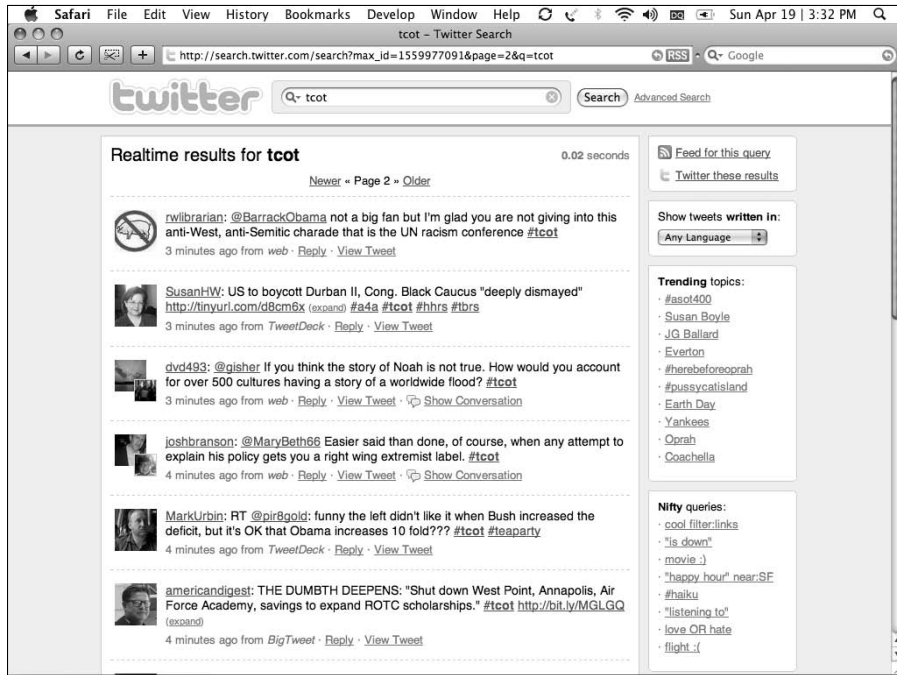 Safari File Edit View History Bookmarks Develop Window Help Sun Apr 19 | 3:32 PM
tcot – Twitter Search
http://search.twitter.com/search?max_id=1559977091&page=2&q=tcot RSS Google
twitter tcot Search Advanced Search
Realtime results for tcot 0.02 seconds
Newer « Page 2 » Older
rwlibrarian: @BarrackObama not a big fan but I'm glad you are not giving into this
anti-West, anti-Semitic charade that is the UN racism conference #tcot
3 minutes ago from web · Reply · View Tweet
SusanHW: US to boycott Durban II, Cong. Black Caucus "deeply dismayed"
http://tinyurl.com/d8cm6x (expand) #a4a #tcot #hhrs #tbrs
3 minutes ago from TweetDeck · Reply · View Tweet
dvd493: @gisher If you think the story of Noah is not true. How would you account
for over 500 cultures having a story of a worldwide flood? #tcot
3 minutes ago from web · Reply · View Tweet · Show Conversation
joshbranson: @MaryBeth66 Easier said than done, of course, when any attempt to
explain his policy gets you a right wing extremist label. #tcot
4 minutes ago from web · Reply · View Tweet · Show Conversation
MarkUrbin: RT @pir8gold: funny the left didn't like it when Bush increased the
deficit, but it's OK that Obama increases 10 fold??? #tcot #teaparty
4 minutes ago from TweetDeck · Reply · View Tweet
americandigest: THE DUMBTH DEEPENS: "Shut down West Point, Annapolis, Air
Force Academy, savings to expand ROTC scholarships." #tcot http://bit.ly/MGLGQ
(expand)
4 minutes ago from BigTweet · Reply · View Tweet
Feed for this query
Twitter these results
Show tweets written in:
Any Language
Trending topics:
· #asot400
· Susan Boyle
· JG Ballard
· Everton
· #herebeforeoprah
· #pussycatisland
· Earth Day
· Yankees
· Oprah
· Coachella
Nifty queries:
· cool filter:links
· "is down"
· movie :)
· "happy hour" near:SF
· #haiku
· "listening to"
· love OR hate
· flight :(